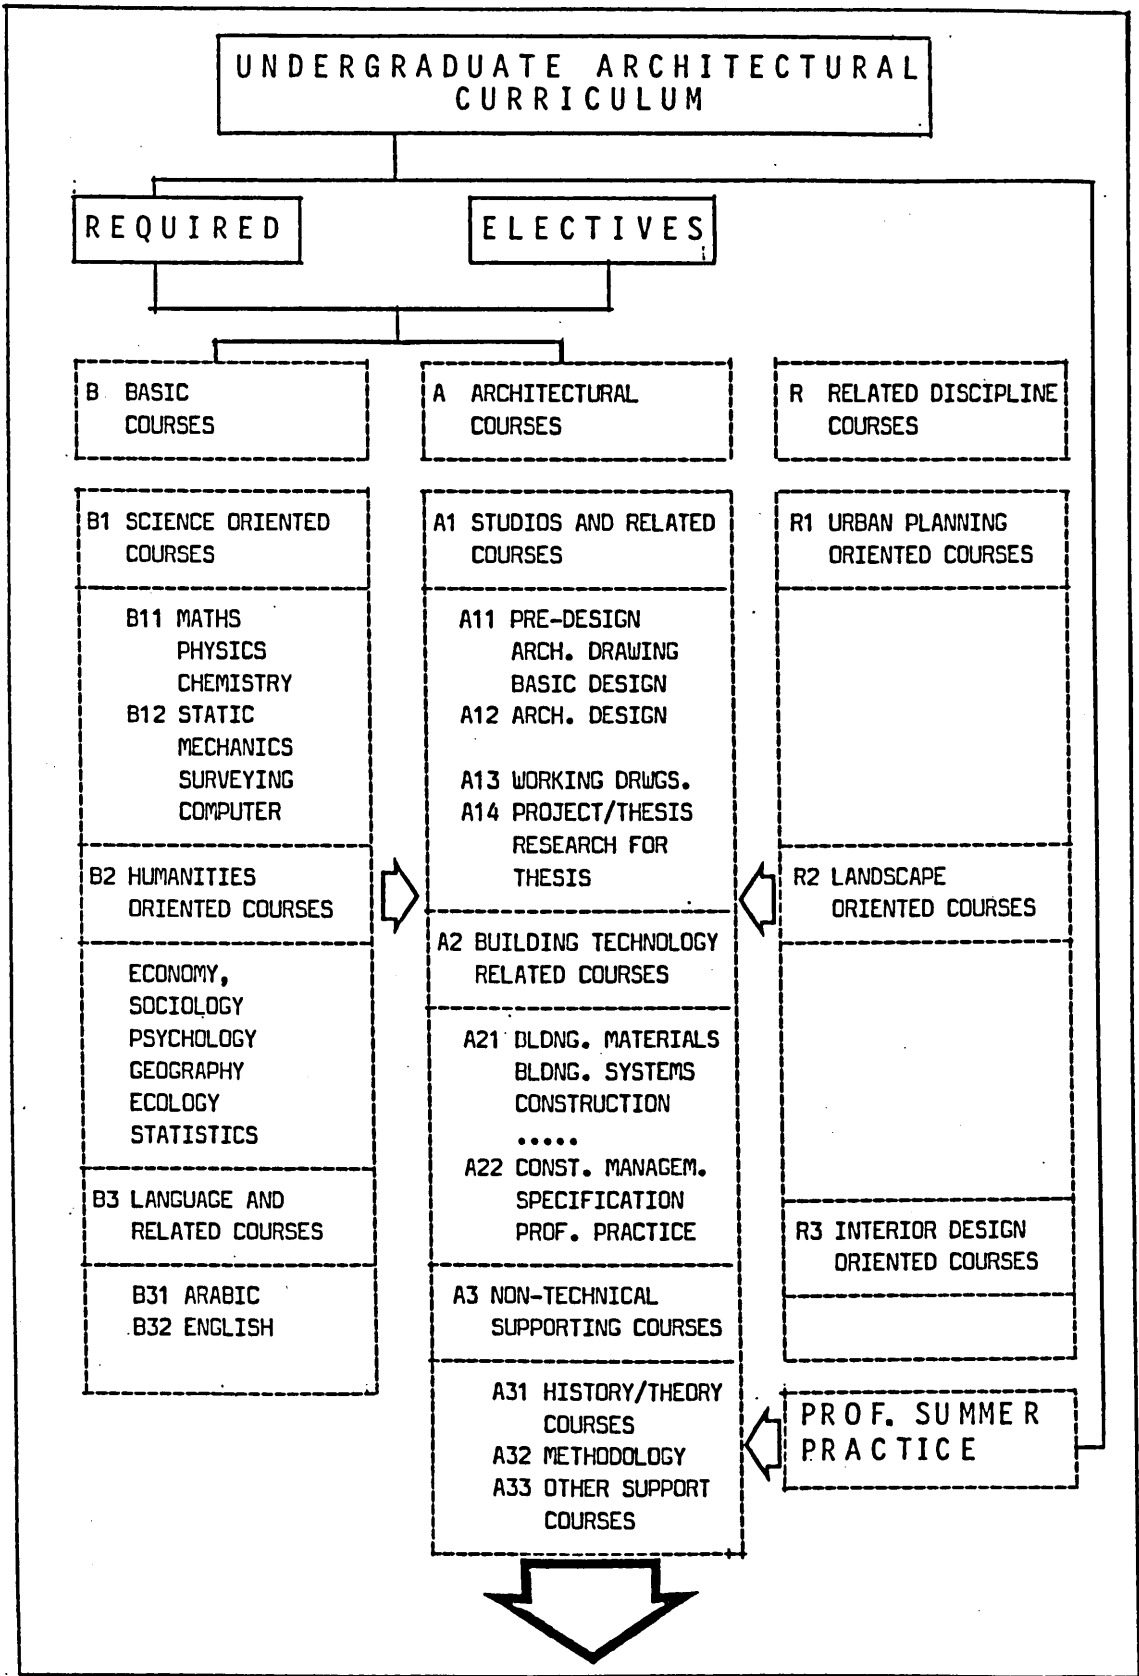 UNDERGRADUATE ARCHITECTURAL
CURRICULUM
REQUIRED
ELECTIVES
B BASIC
COURSES
B1 SCIENCE ORIENTED
COURSES
B11 MATHS
PHYSICS
CHEMISTRY
B12 STATIC
MECHANICS
SURVEYING
COMPUTER
B2 HUMANITIES
ORIENTED COURSES
ECONOMY,
SOCIOLOGY
PSYCHOLOGY
GEOGRAPHY
ECOLOGY
STATISTICS
B3 LANGUAGE AND
RELATED COURSES
B31 ARABIC
B32 ENGLISH
A ARCHITECTURAL
COURSES
A1 STUDIOS AND RELATED
COURSES
A11 PRE-DESIGN
ARCH. DRAWING
BASIC DESIGN
A12 ARCH. DESIGN
A13 WORKING DRWGS.
A14 PROJECT/THESIS
RESEARCH FOR
THESIS
A2 BUILDING TECHNOLOGY
RELATED COURSES
A21 BLDNG. MATERIALS
BLDNG. SYSTEMS
CONSTRUCTION
.....
A22 CONST. MANAGEM.
SPECIFICATION
PROF. PRACTICE
A3 NON-TECHNICAL
SUPPORTING COURSES
A31 HISTORY/THEORY
COURSES
A32 METHODOLOGY
A33 OTHER SUPPORT
COURSES
R RELATED DISCIPLINE
COURSES
R1 URBAN PLANNING
ORIENTED COURSES
R2 LANDSCAPE
ORIENTED COURSES
R3 INTERIOR DESIGN
ORIENTED COURSES
PROF. SUMMER
PRACTICE